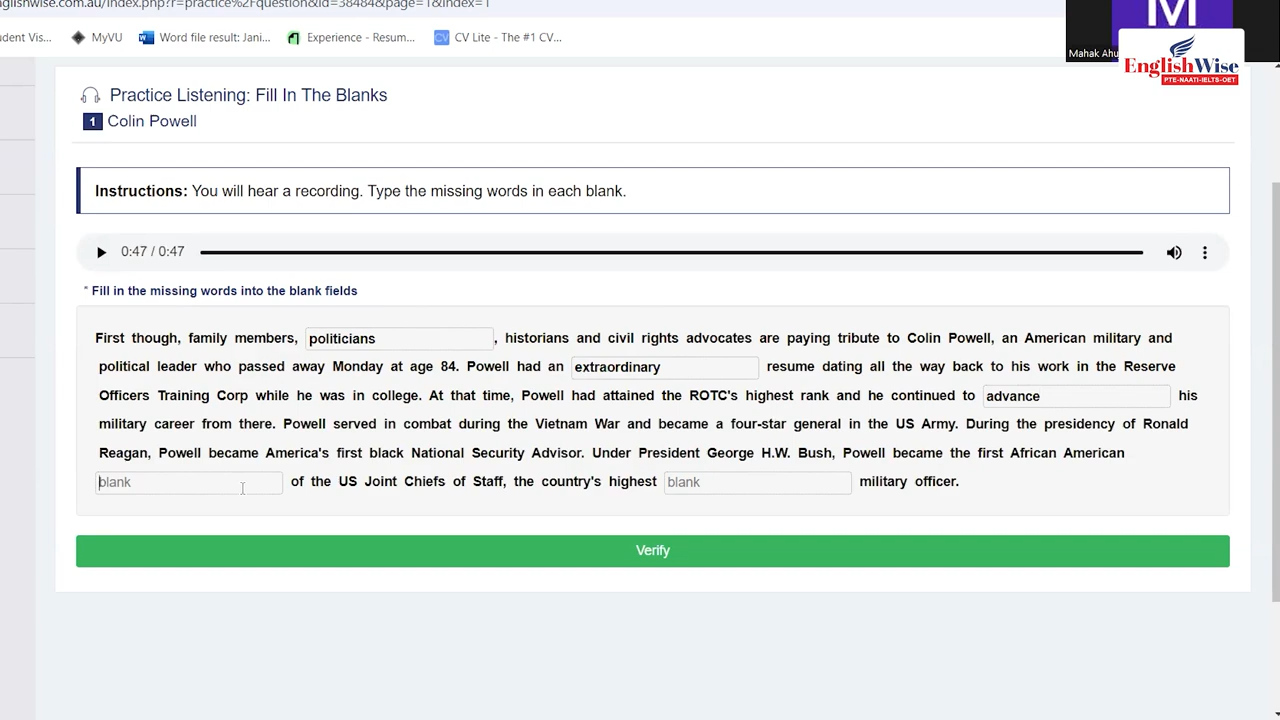 nglishwise.com.au/index.php?r=practice%2Fquestion&id=38484&page=1&index=1
dent Vis...
MyVU
Word file result: Jani...
Experience - Resum...
CV Lite - The #1 CV...
M
Mahak Ahu
EnglishWise
PTE-NAATI-IELTS-OET
Practice Listening: Fill In The Blanks
1 Colin Powell
Instructions: You will hear a recording. Type the missing words in each blank.
0:47 / 0:47
* Fill in the missing words into the blank fields
First though, family members, politicians , historians and civil rights advocates are paying tribute to Colin Powell, an American military and
political leader who passed away Monday at age 84. Powell had an extraordinary resume dating all the way back to his work in the Reserve
Officers Training Corp while he was in college. At that time, Powell had attained the ROTC's highest rank and he continued to advance his
military career from there. Powell served in combat during the Vietnam War and became a four-star general in the US Army. During the presidency of Ronald
Reagan, Powell became America's first black National Security Advisor. Under President George H.W. Bush, Powell became the first African American
blank of the US Joint Chiefs of Staff, the country's highest blank military officer.
Verify